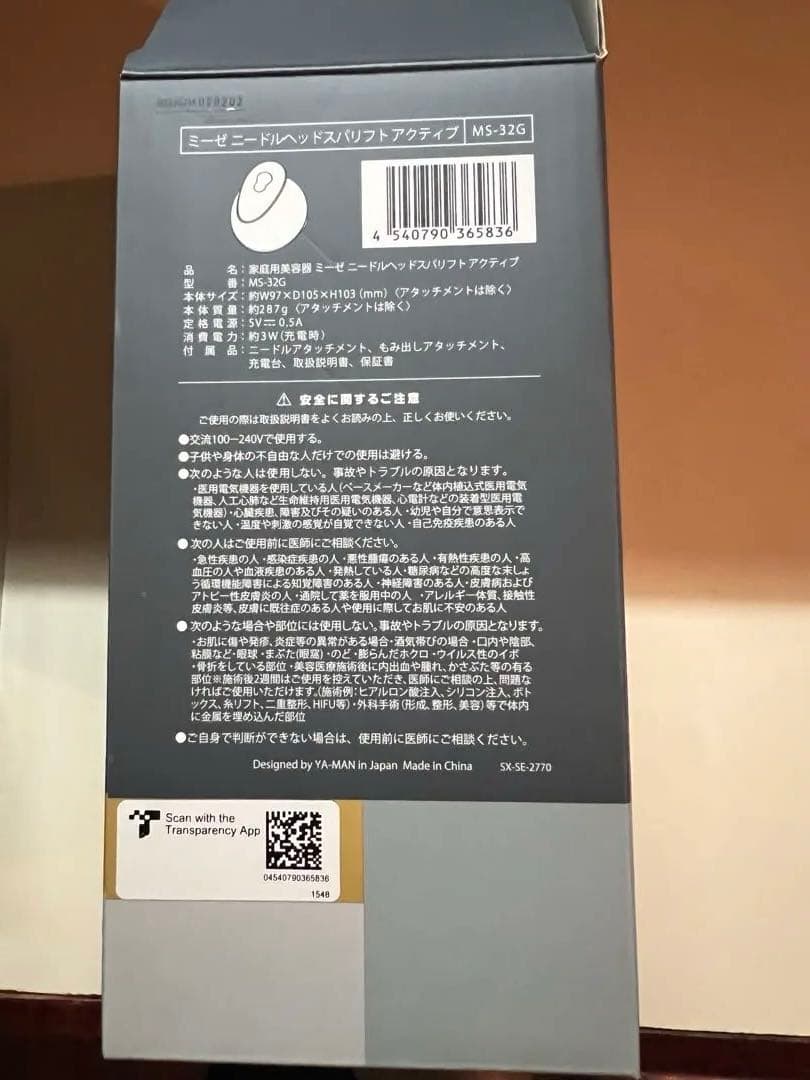 ミーゼ ニードルヘッドスパリフト アクティブ MS-32G
4 540790 365836
品　　名：家庭用美容器 ミーゼ ニードルヘッドスパリフト アクティブ
型　　番：MS-32G
本体サイズ：約W97×D105×H103（mm）〈アタッチメントは除く〉
本体質量：約287g〈アタッチメントは除く〉
定格電源：5V⎓0.5A
消費電力：約3W（充電時）
付 属 品：ニードルアタッチメント、もみ出しアタッチメント、
充電台、取扱説明書、保証書
⚠ 安全に関するご注意
ご使用の際は取扱説明書をよくお読みの上、正しくお使いください。
●交流100ー240Vで使用する。
●子供や身体の不自由な人だけでの使用は避ける。
●次のような人は使用しない。事故やトラブルの原因となります。
・医用電気機器を使用している人（ペースメーカーなど体内植込式医用電気
機器、人工心肺など生命維持用医用電気機器、心電計などの装着型医用電
気機器）・心臓疾患、障害及びその疑いのある人・幼児や自分で意思表示で
きない人・温度や刺激の感覚が自覚できない人・自己免疫疾患のある人
●次の人はご使用前に医師にご相談ください。
・急性疾患の人・感染症疾患の人・悪性腫瘍のある人・有熱性疾患の人・高
血圧の人や血液疾患のある人・発熱している人・糖尿病などの高度な末しょ
う循環機能障害による知覚障害のある人・神経障害のある人・皮膚病および
アトピー性皮膚炎の人・通院して薬を服用中の人 ・アレルギー体質、接触性
皮膚炎等、皮膚に既往症のある人や使用に際してお肌に不安のある人
●次のような場合や部位には使用しない。事故やトラブルの原因となります。
・お肌に傷や発疹、炎症等の異常がある場合・酒気帯びの場合・口内や陰部、
粘膜など・眼球・まぶた(眼窩)・のど・膨らんだホクロ・ウイルス性のイボ
・骨折をしている部位・美容医療施術後に内出血や腫れ、かさぶた等の有る
部位※施術後2週間はご使用を控えていただき、医師にご相談の上、問題な
ければご使用いただけます。（施術例：ヒアルロン酸注入、シリコン注入、ボト
ックス、糸リフト、二重整形、HIFU等）・外科手術（形成、整形、美容）等で体内
に金属を埋め込んだ部位
●ご自身で判断ができない場合は、使用前に医師にご相談ください。
Designed by YA-MAN in Japan Made in China SX-SE-2770
Scan with the
Transparency App
04540790365836
1548